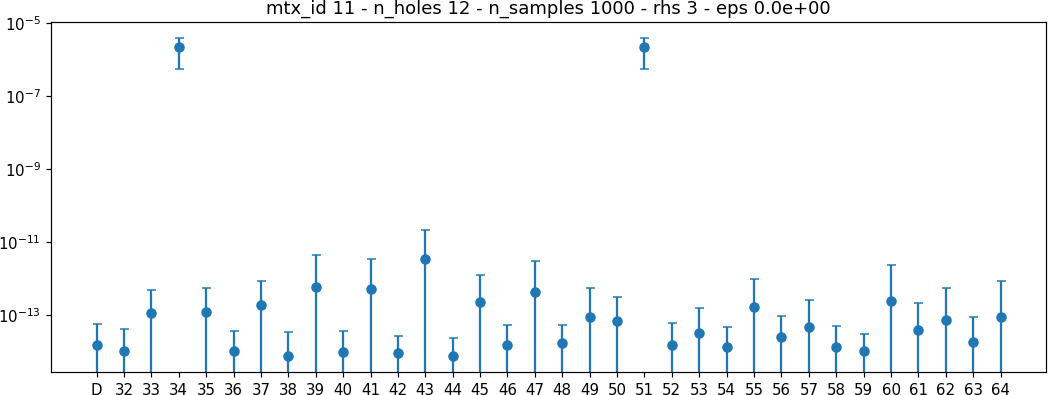 mtx_id 11 - n_holes 12 - n_samples 1000 - rhs 3 - eps 0.0e+00
10⁻⁵
10⁻⁷
10⁻⁹
10⁻¹¹
10⁻¹³
D 32 33 34 35 36 37 38 39 40 41 42 43 44 45 46 47 48 49 50 51 52 53 54 55 56 57 58 59 60 61 62 63 64